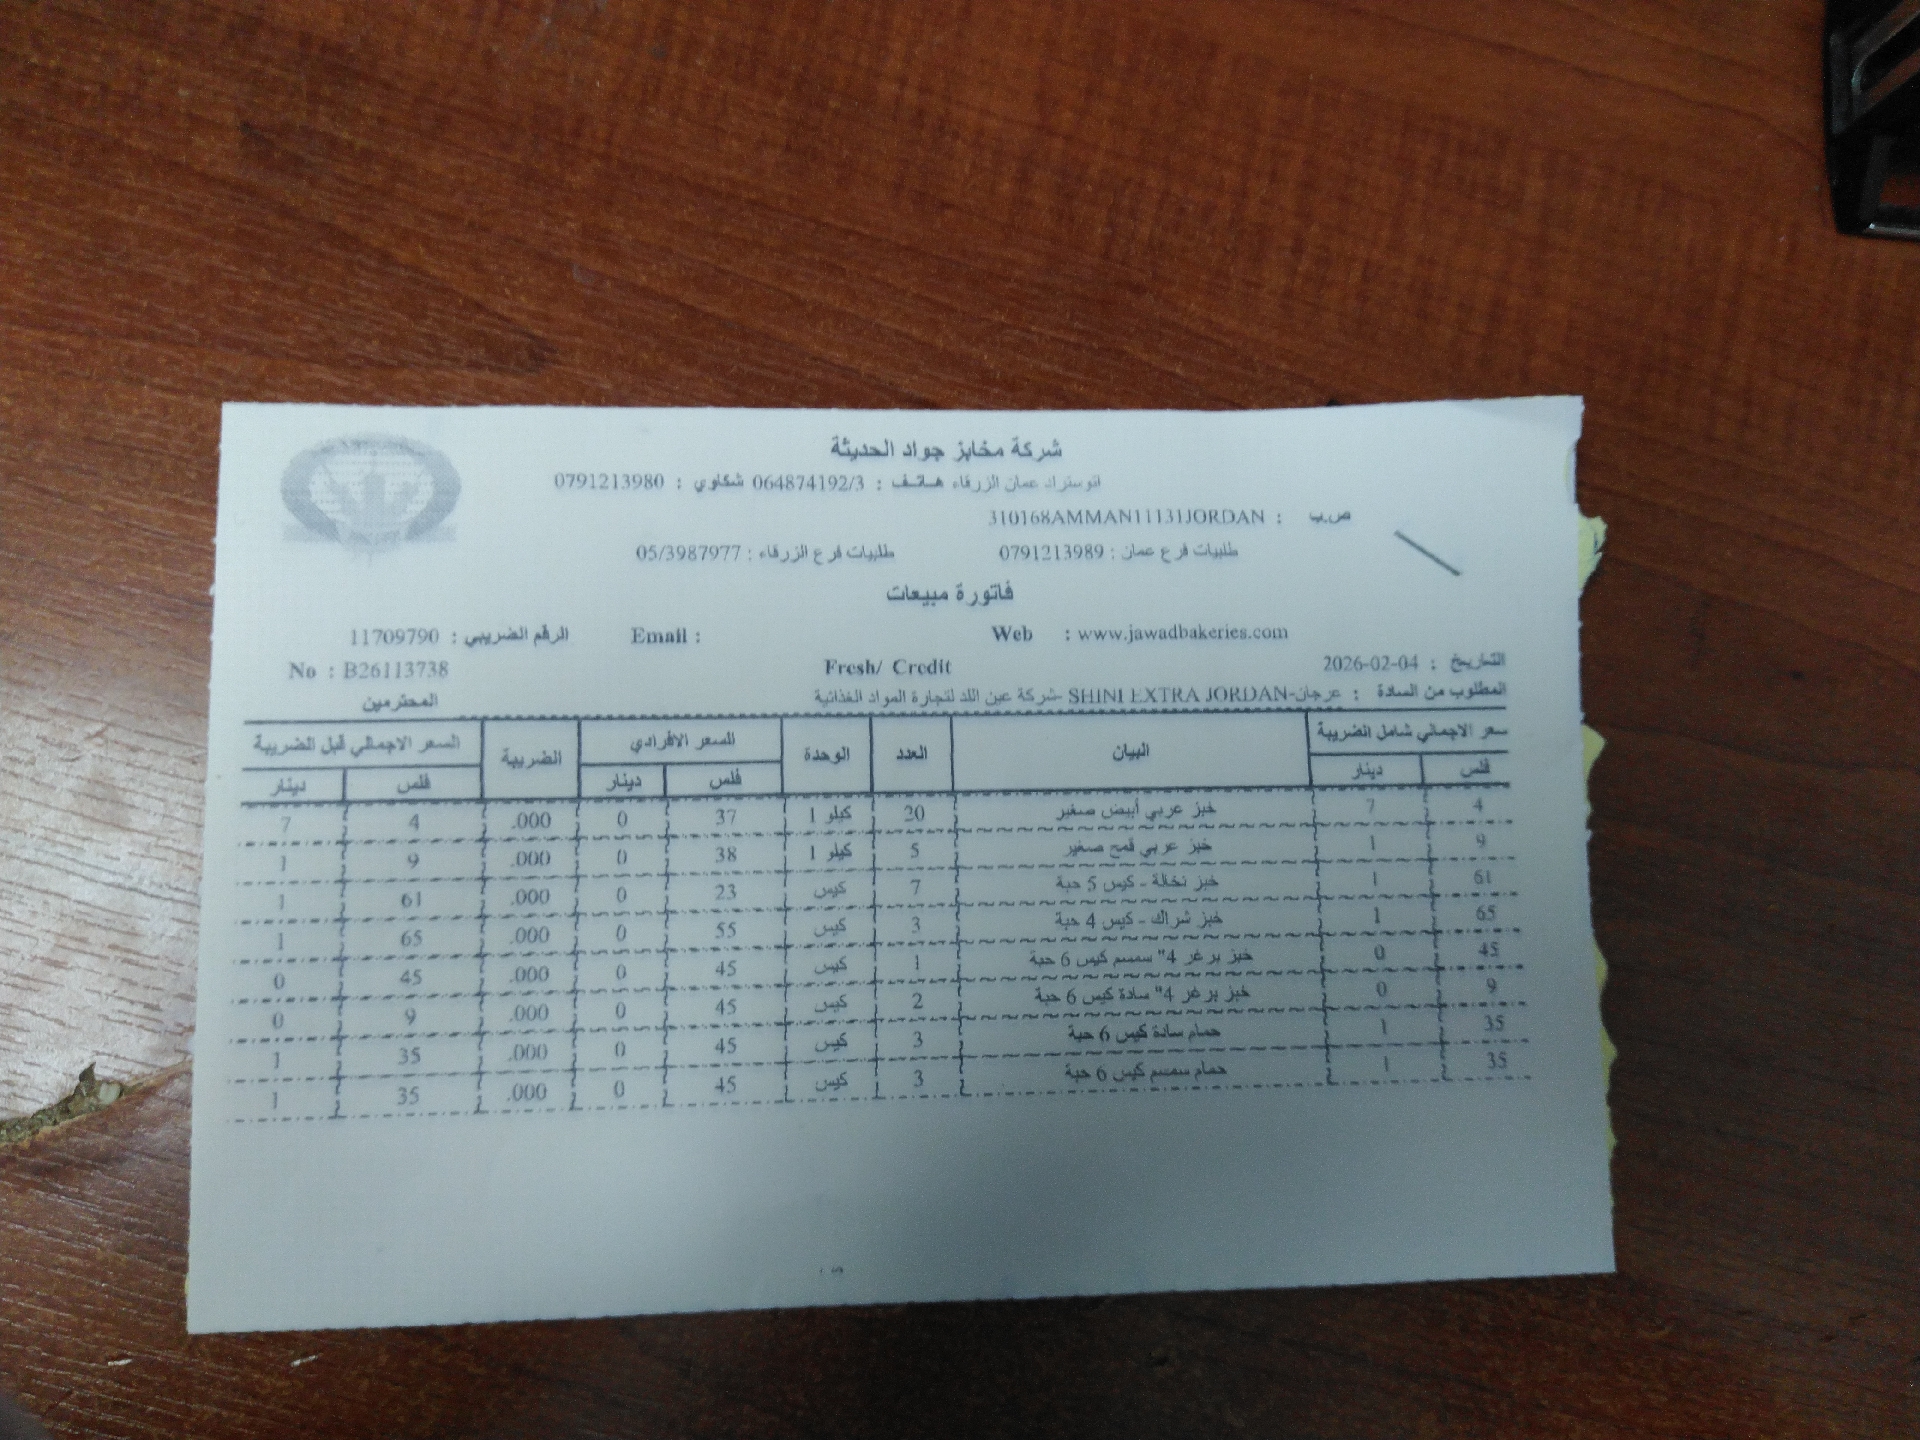 شركة مخابز جواد الحديثة
اتوستراد عمان الزرقاء هـاتـف : 064874192/3 شكاوي : 0791213980
ص.ب : 310168AMMAN11131JORDAN
طلبيات فرع عمان : 0791213989 طلبيات فرع الزرقاء : 05/3987977
فاتورة مبيعات
Web : www.jawadbakeries.com Email : الرقم الضريبي : 11709790
التاريخ : 2026-02-04 Fresh/ Credit No : B26113738
المطلوب من السادة : عرجان-SHINI EXTRA JORDAN -شركة عين اللد لتجارة المواد الغذائية المحترمين
سعر الاجمالي شامل الضريبة البيان العدد الوحدة السعر الافرادي الضريبة السعر الاجمالي قبل الضريبة
فلس دينار فلس دينار فلس دينار
4 7 خبز عربي أبيض صغير 20 كيلو 1 37 0 .000 4 7
9 1 خبز عربي قمح صغير 5 كيلو 1 38 0 .000 9 1
61 1 خبز نخالة - كيس 5 حبة 7 كيس 23 0 .000 61 1
65 1 خبز شراك - كيس 4 حبة 3 كيس 55 0 .000 65 1
45 0 خبز برغر 4" سمسم كيس 6 حبة 1 كيس 45 0 .000 45 0
9 0 خبز برغر 4" سادة كيس 6 حبة 2 كيس 45 0 .000 9 0
35 1 حمام سادة كيس 6 حبة 3 كيس 45 0 .000 35 1
35 1 حمام سمسم كيس 6 حبة 3 كيس 45 0 .000 35 1